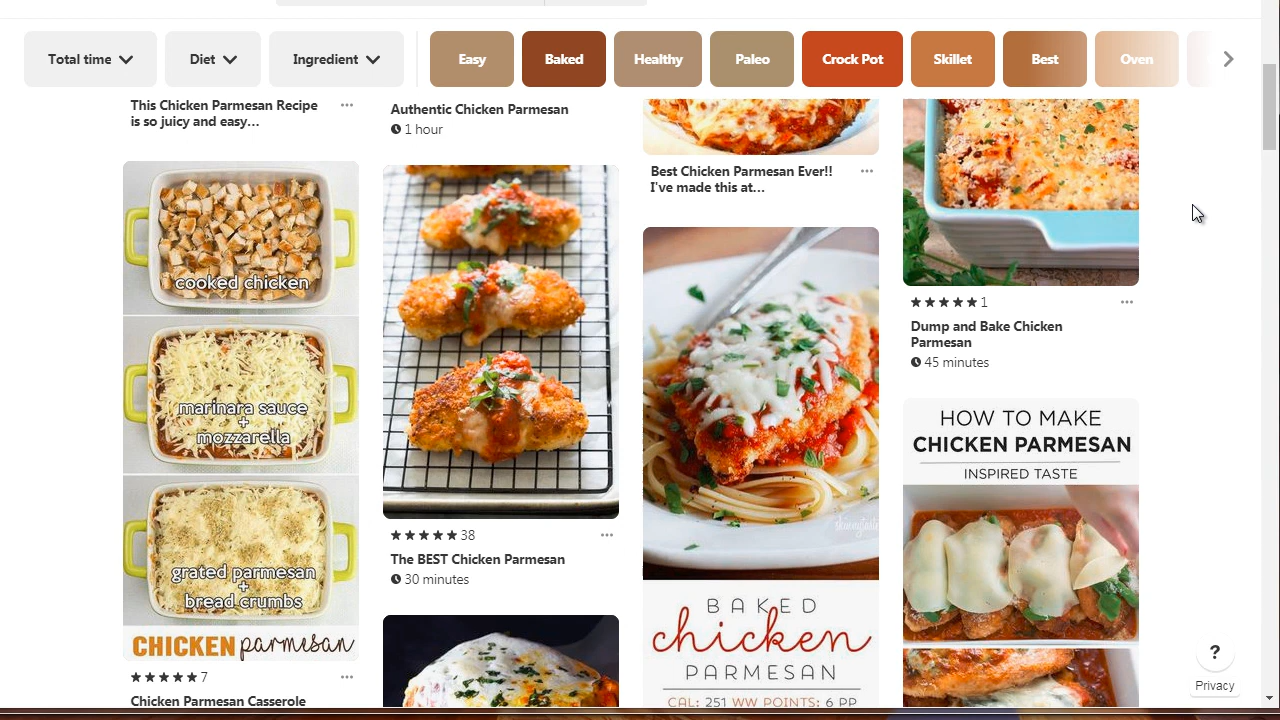 Total time
Diet
Ingredient
Easy
Baked
Healthy
Paleo
Crock Pot
Skillet
Best
Oven
This Chicken Parmesan Recipe
is so juicy and easy...
cooked chicken
marinara sauce
+
mozzarella
grated parmesan
+
bread crumbs
CHICKEN parmesan
7
Chicken Parmesan Casserole
Authentic Chicken Parmesan
1 hour
38
The BEST Chicken Parmesan
30 minutes
Best Chicken Parmesan Ever!!
I've made this at...
skinnytaste
BAKED
chicken
PARMESAN
CAL: 251 WW POINTS: 6 PP
1
Dump and Bake Chicken
Parmesan
45 minutes
HOW TO MAKE
CHICKEN PARMESAN
INSPIRED TASTE
?
Privacy